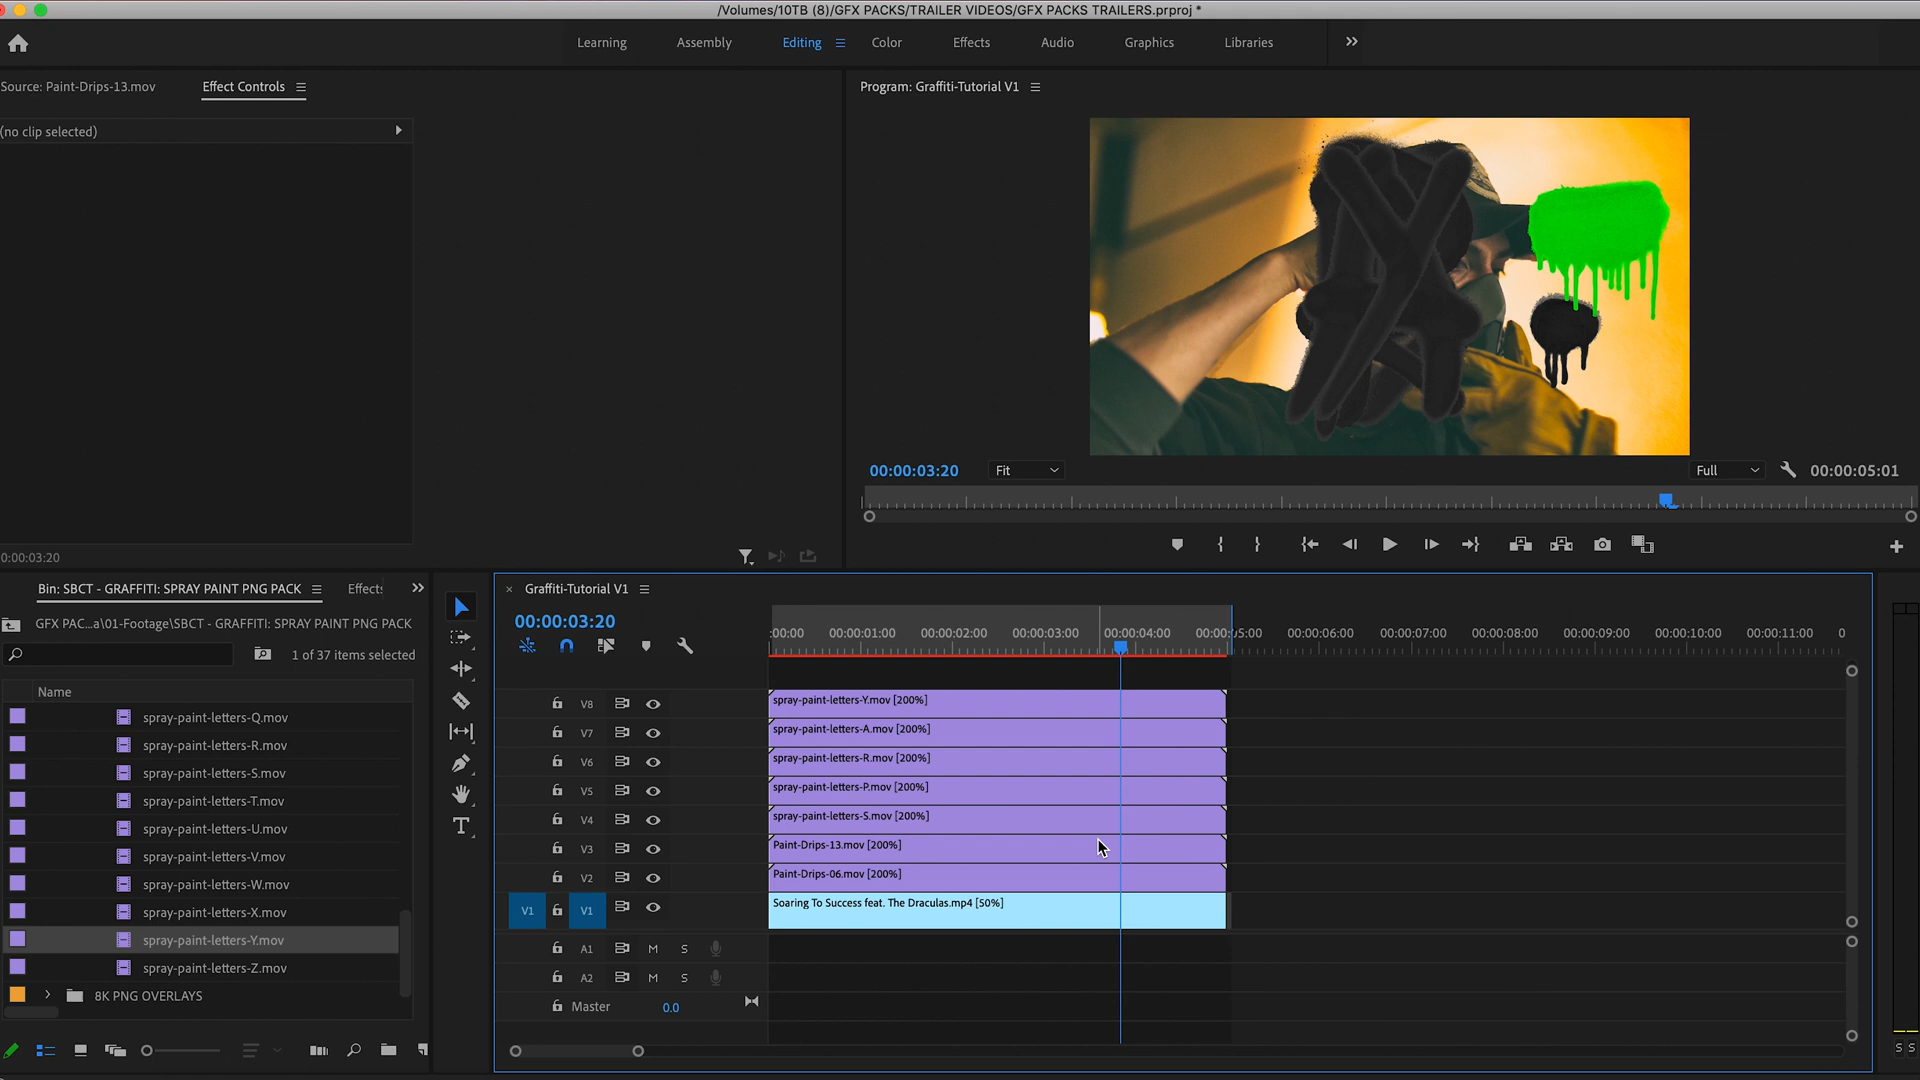 /Volumes/10TB (8)/GFX PACKS/TRAILER VIDEOS/GFX PACKS TRAILERS.prproj *
Learning
Assembly
Editing
Color
Effects
Audio
Graphics
Libraries
Source: Paint-Drips-13.mov
Effect Controls
Program: Graffiti-Tutorial V1
(no clip selected)
00:00:03:20
Fit
Full
00:00:05:01
0:00:03:20
Bin: SBCT - GRAFFITI: SPRAY PAINT PNG PACK
Effects
GFX PAC...a\01-Footage\SBCT - GRAFFITI: SPRAY PAINT PNG PACK
1 of 37 items selected
Name
spray-paint-letters-Q.mov
spray-paint-letters-R.mov
spray-paint-letters-S.mov
spray-paint-letters-T.mov
spray-paint-letters-U.mov
spray-paint-letters-V.mov
spray-paint-letters-W.mov
spray-paint-letters-X.mov
spray-paint-letters-Y.mov
spray-paint-letters-Z.mov
8K PNG OVERLAYS
Graffiti-Tutorial V1
00:00:03:20
:00:00 00:00:01:00 00:00:02:00 00:00:03:00 00:00:04:00 00:00:05:00 00:00:06:00 00:00:07:00 00:00:08:00 00:00:09:00 00:00:10:00 00:00:11:00 0
V8 spray-paint-letters-Y.mov [200%]
V7 spray-paint-letters-A.mov [200%]
V6 spray-paint-letters-R.mov [200%]
V5 spray-paint-letters-P.mov [200%]
V4 spray-paint-letters-S.mov [200%]
V3 Paint-Drips-13.mov [200%]
V2 Paint-Drips-06.mov [200%]
V1 V1 Soaring To Success feat. The Draculas.mp4 [50%]
A1 M S
A2 M S
Master 0.0
S S